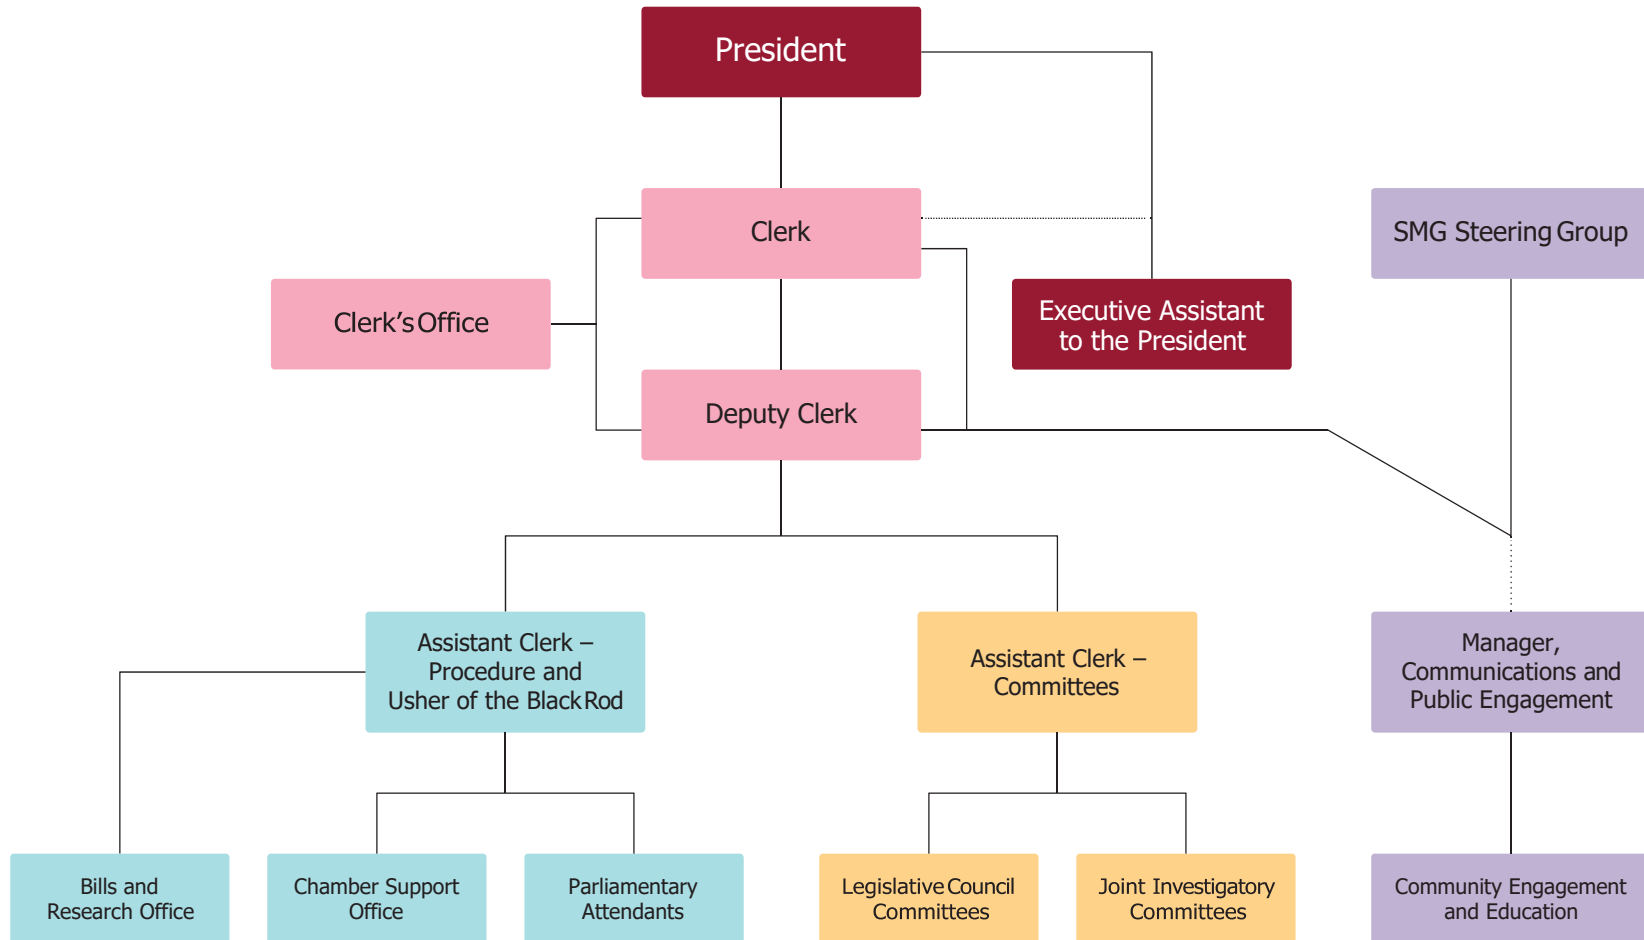 President
Clerk
SMG Steering Group
Clerk’s Office
Executive Assistant
to the President
Deputy Clerk
Assistant Clerk –
Procedure and
Usher of the Black Rod
Assistant Clerk –
Committees
Manager,
Communications and
Public Engagement
Bills and
Research Office
Chamber Support
Office
Parliamentary
Attendants
Legislative Council
Committees
Joint Investigatory
Committees
Community Engagement
and Education